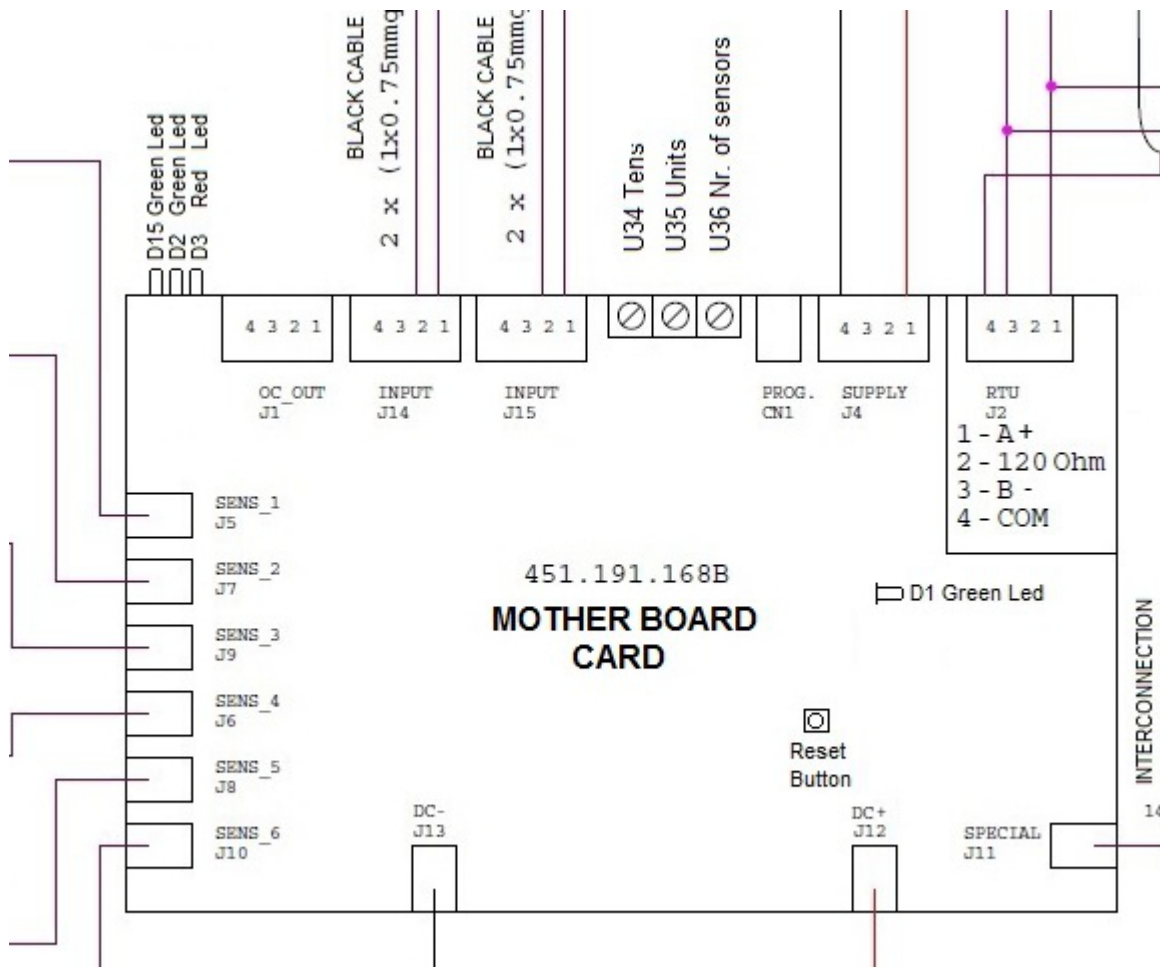 BLACK CABLE
2 x (1x0.75mmq
BLACK CABLE
2 x (1x0.75mmq
D15 Green Led
D2 Green Led
D3 Red Led
U34 Tens
U35 Units
U36 Nr. of sensors
4 3 2 1
4 3 2 1
4 3 2 1
4 3 2 1
4 3 2 1
OC_OUT
J1
INPUT
J14
INPUT
J15
PROG.
CN1
SUPPLY
J4
RTU
J2
1 - A+
2 - 120 Ohm
3 - B -
4 - COM
SENS_1
J5
SENS_2
J7
SENS_3
J9
SENS_4
J6
SENS_5
J8
SENS_6
J10
451.191.168B
MOTHER BOARD
CARD
D1 Green Led
Reset
Button
INTERCONNECTION
DC-
J13
DC+
J12
SPECIAL
J11
14